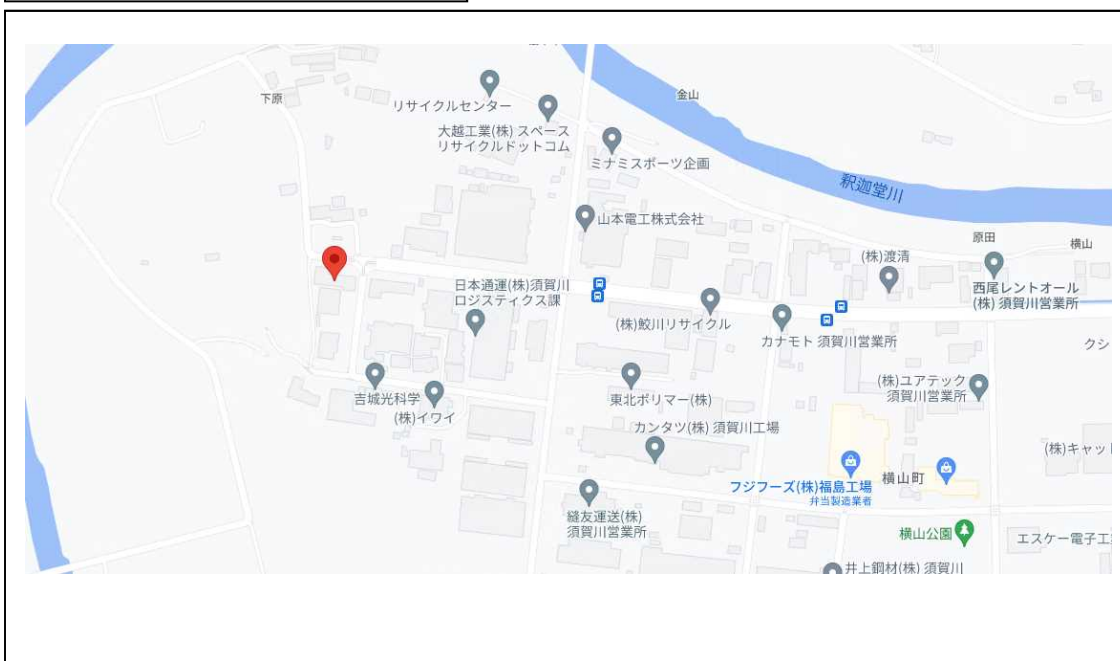 下原
リサイクルセンター
大越工業(株) スペース
リサイクルドットコム
金山
ミナミスポーツ企画
釈迦堂川
山本電工株式会社
原田
横山
(株)渡清
西尾レントオール
(株) 須賀川営業所
日本通運(株)須賀川
ロジスティクス課
(株)鮫川リサイクル
カナモト 須賀川営業所
クシ
吉城光科学
(株)イワイ
東北ポリマー(株)
(株)ユアテック
須賀川営業所
カンタツ(株) 須賀川工場
(株)キャット
フジフーズ(株)福島工場
弁当製造業者
横山町
縫友運送(株)
須賀川営業所
横山公園
エスケー電子工
井上鋼材(株) 須賀川